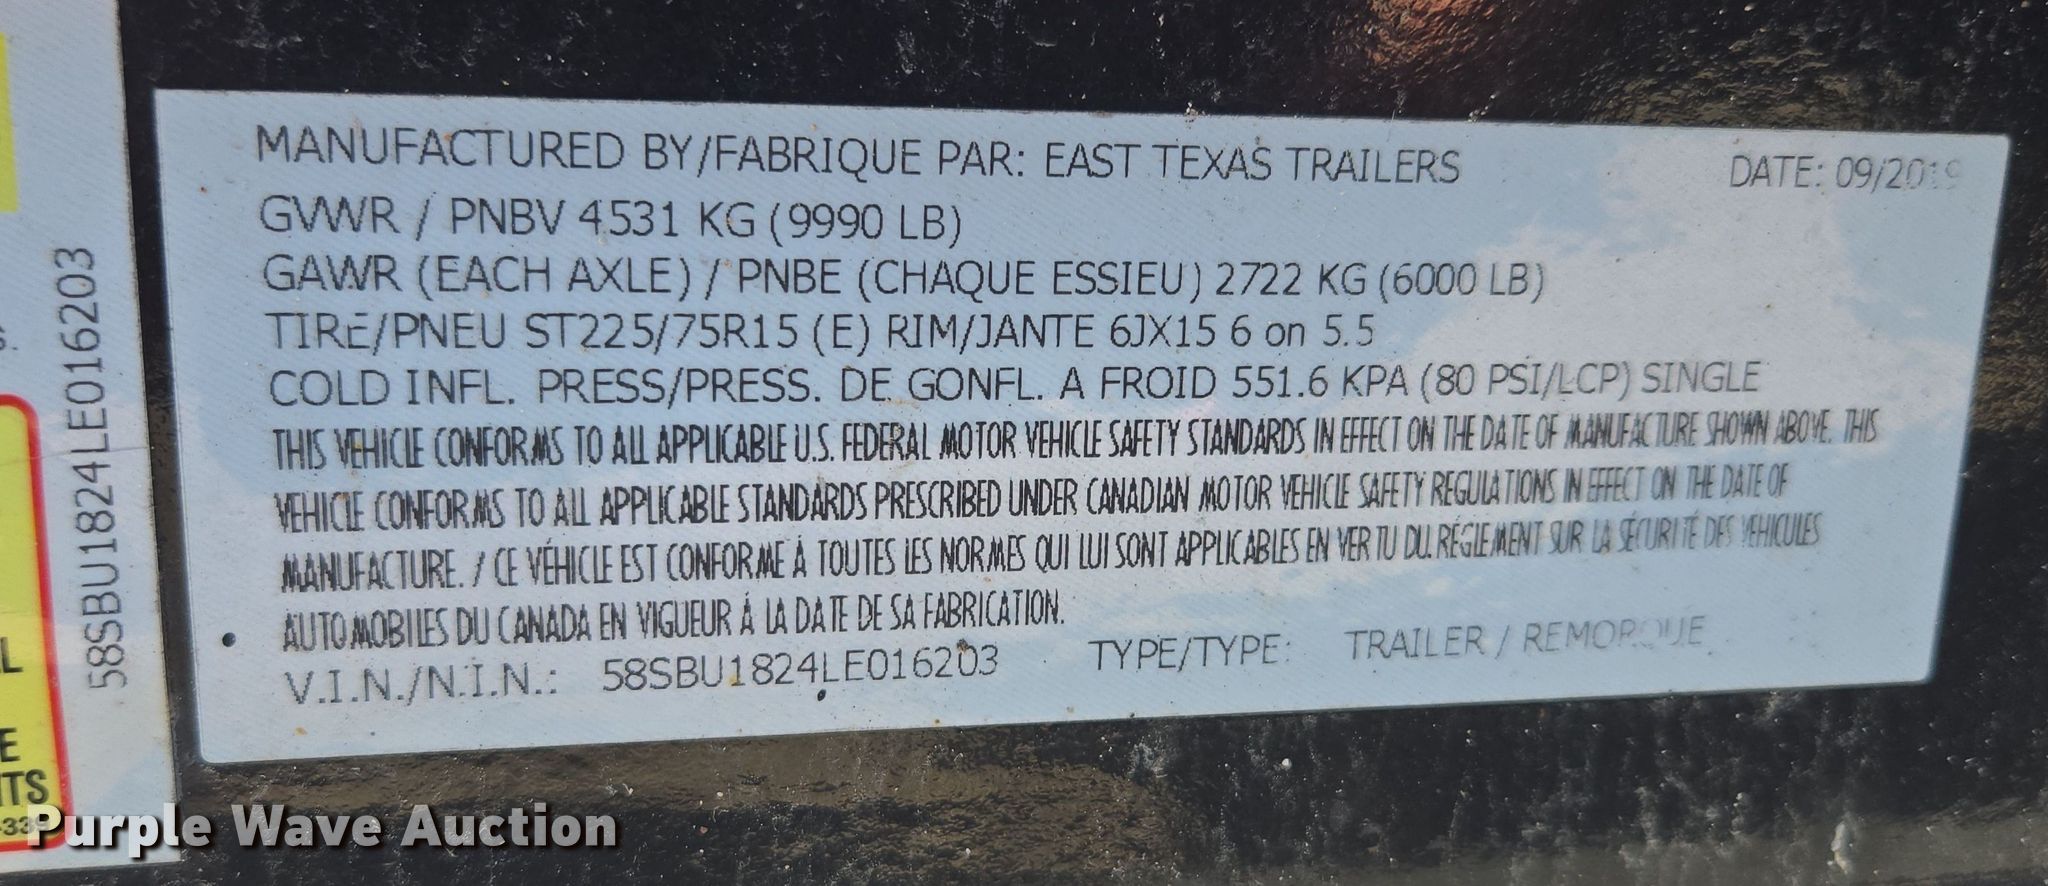 MANUFACTURED BY/FABRIQUE PAR: EAST TEXAS TRAILERS DATE: 09/2019
GVWR / PNBV 4531 KG (9990 LB)
GAWR (EACH AXLE) / PNBE (CHAQUE ESSIEU) 2722 KG (6000 LB)
TIRE/PNEU ST225/75R15 (E) RIM/JANTE 6JX15 6 on 5.5
COLD INFL. PRESS/PRESS. DE GONFL. A FROID 551.6 KPA (80 PSI/LCP) SINGLE
THIS VEHICLE CONFORMS TO ALL APPLICABLE U.S. FEDERAL MOTOR VEHICLE SAFETY STANDARDS IN EFFECT ON THE DATE OF MANUFACTURE SHOWN ABOVE. THIS
VEHICLE CONFORMS TO ALL APPLICABLE STANDARDS PRESCRIBED UNDER CANADIAN MOTOR VEHICLE SAFETY REGULATIONS IN EFFECT ON THE DATE OF
MANUFACTURE. / CE VÉHICLE EST CONFORME À TOUTES LES NORMES QUI LUI SONT APPLICABLES EN VERTU DU RÉGLEMENT SUR LA SÉCURITÉ DES VEHICULES
AUTOMOBILES DU CANADA EN VIGUEUR À LA DATE DE SA FABRICATION.
V.I.N./N.I.N.: 58SBU1824LE016203 TYPE/TYPE: TRAILER / REMORQUE
58SBU1824LE016203
Purple Wave Auction